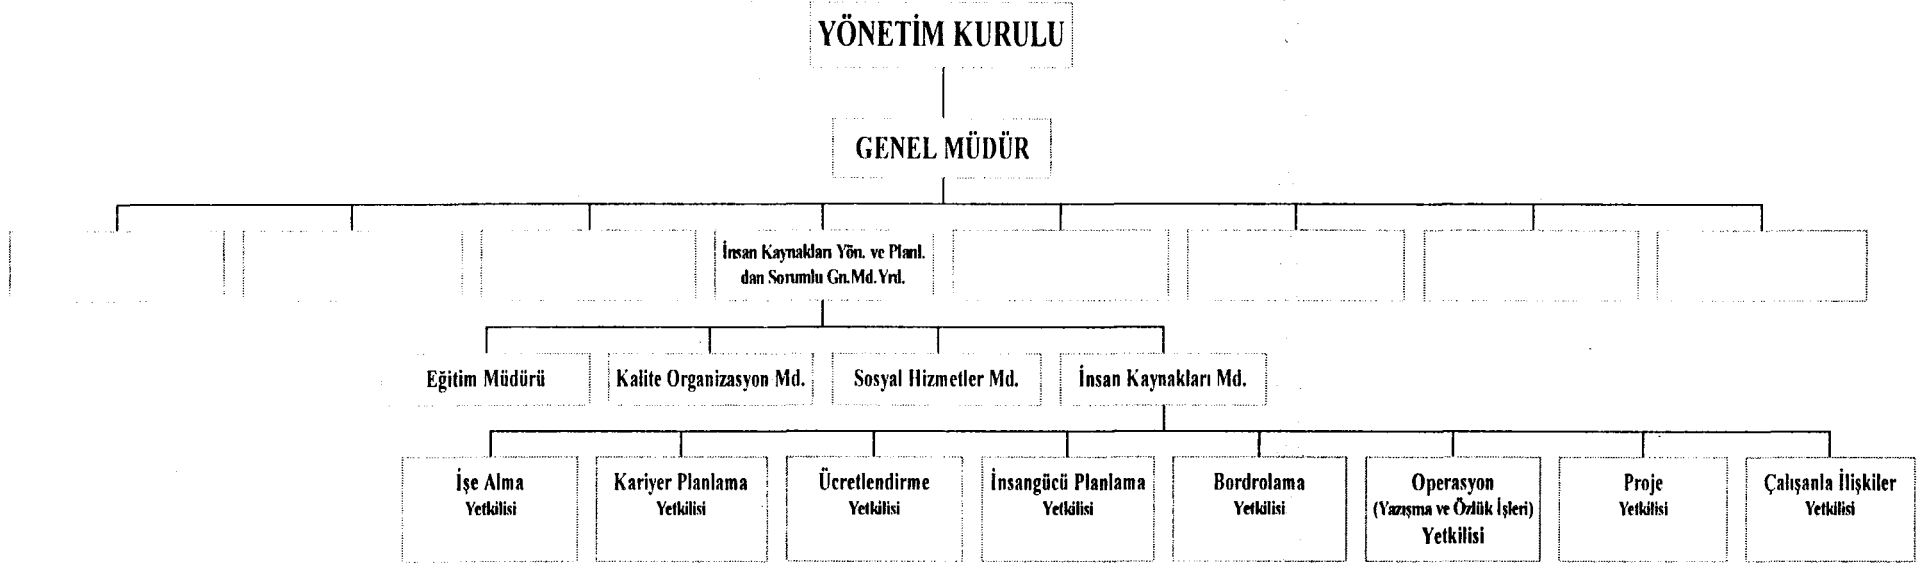 YÖNETİM KURULU
GENEL MÜDÜR
İnsan Kaynakları Yön. ve Planl.
dan Sorumlu Gn.Md.Yrd.
Eğitim Müdürü
Kalite Organizasyon Md.
Sosyal Hizmetler Md.
İnsan Kaynakları Md.
İşe Alma
Yetkilisi
Kariyer Planlama
Yetkilisi
Ücretlendirme
Yetkilisi
İnsangücü Planlama
Yetkilisi
Bordrolama
Yetkilisi
Operasyon
(Yazışma ve Özlük İşleri)
Yetkilisi
Proje
Yetkilisi
Çalışanla İlişkiler
Yetkilisi